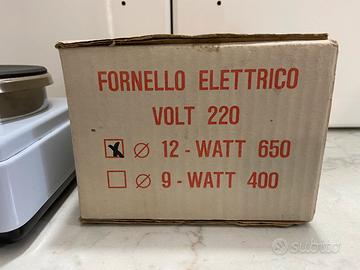 FORNELLO ELETTRICO
VOLT 220
X ø 12 - WATT 650
ø 9 - WATT 400
subito